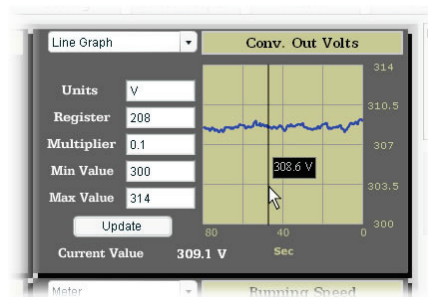 Line Graph Conv. Out Volts
314
Units V
310.5
Register 208
Multiplier 0.1
307
308.6 V
Min Value 300
303.5
Max Value 314
300
Update
80 40 0
Current Value 309.1 V
Sec
Meter Running Speed